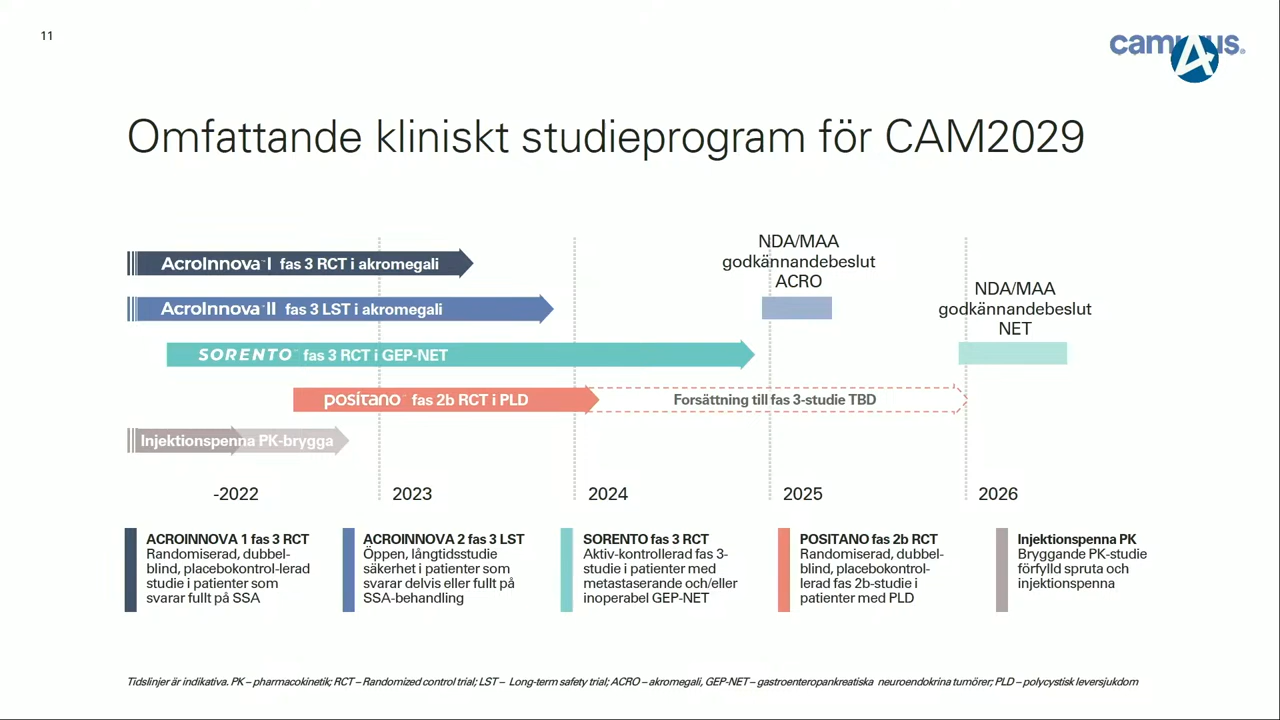 11
Omfattande kliniskt studieprogram för CAM2029
NDA/MAA
godkännandebeslut
ACRO
NDA/MAA
godkännandebeslut
NET
AcroInnova™ I fas 3 RCT i akromegali
AcroInnova™ II fas 3 LST i akromegali
SORENTO™ fas 3 RCT i GEP-NET
positano™ fas 2b RCT i PLD
Forsättning till fas 3-studie TBD
Injektionspenna PK-brygga
-2022
2023
2024
2025
2026
ACROINNOVA 1 fas 3 RCT
Randomiserad, dubbel-
blind, placebokontrol-lerad
studie i patienter som
svarar fullt på SSA
ACROINNOVA 2 fas 3 LST
Öppen, långtidsstudie
säkerhet i patienter som
svarar delvis eller fullt på
SSA-behandling
SORENTO fas 3 RCT
Aktiv-kontrollerad fas 3-
studie i patienter med
metastaserande och/eller
inoperabel GEP-NET
POSITANO fas 2b RCT
Randomiserad, dubbel-
blind, placebokontrol-
lerad fas 2b-studie i
patienter med PLD
Injektionspenna PK
Bryggande PK-studie
förfylld spruta och
injektionspenna
Tidslinjer är indikativa. PK – pharmacokinetik; RCT – Randomized control trial; LST – Long-term safety trial; ACRO – akromegali, GEP-NET – gastroenteropankreatiska neuroendokrina tumörer; PLD – polycystisk leversjukdom